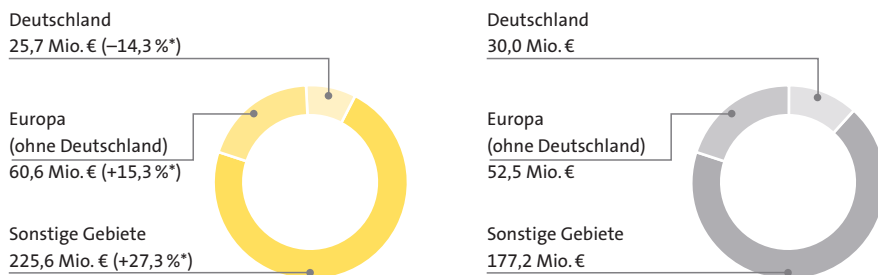 Deutschland
25,7 Mio. € (–14,3 %*)
Europa
(ohne Deutschland)
60,6 Mio. € (+15,3 %*)
Sonstige Gebiete
225,6 Mio. € (+27,3 %*)
Deutschland
30,0 Mio. €
Europa
(ohne Deutschland)
52,5 Mio. €
Sonstige Gebiete
177,2 Mio. €